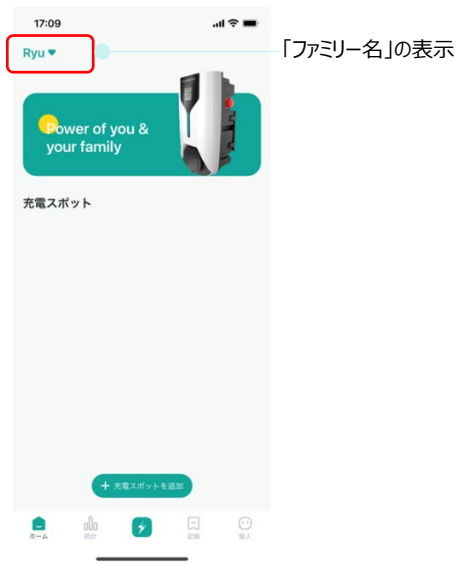 17:09
Ryu
「ファミリー名」の表示
Power of you &
your family
充電スポット
+ 充電スポットを追加
ホーム
統計
記録
個人